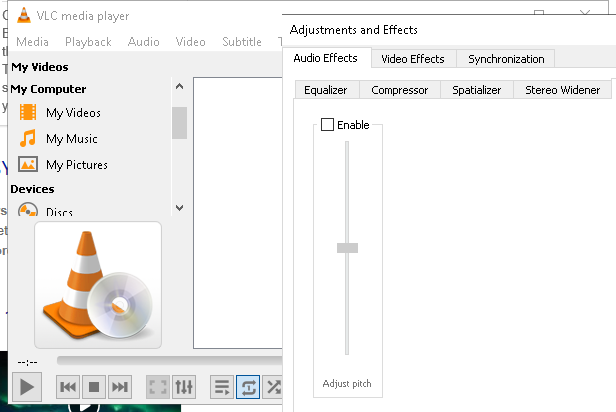 VLC media player
Media Playback Audio Video Subtitle T
My Videos
My Computer
My Videos
My Music
My Pictures
Devices
Discs
--:--
Adjustments and Effects
Audio Effects Video Effects Synchronization
Equalizer Compressor Spatializer Stereo Widener
Enable
Adjust pitch